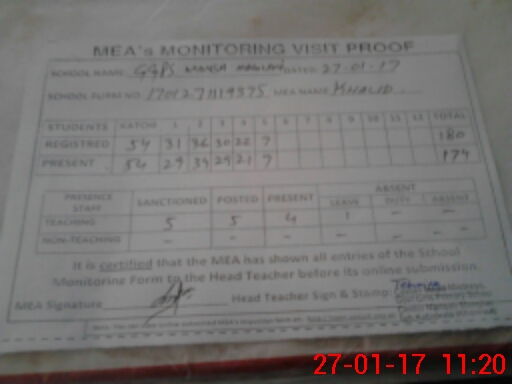 MEA's MONITORING VISIT PROOF
SCHOOL NAME: GGPS DATED: 27-01-17
SCHOOL FORM NO. MEA NAME KHALID
STUDENTS KATCHI 1 2 3 4 5 6 7 8 9 10 11 12 TOTAL
REGISTERED 54 31 36 30 22 7 180
PRESENT 54 29 34 29 21 7 174
PRESENCE STAFF SANCTIONED POSTED PRESENT ABSENT
LEAVE DUTY ABSENT
TEACHING 5 5 4 1 - -
NON-TEACHING - - - - - -
It is certified that the MEA has shown all entries of the School
Monitoring Form to the Head Teacher before its online submission.
MEA Signature Head Teacher Sign & Stamp:
Girls Primary School
27-01-17 11:20